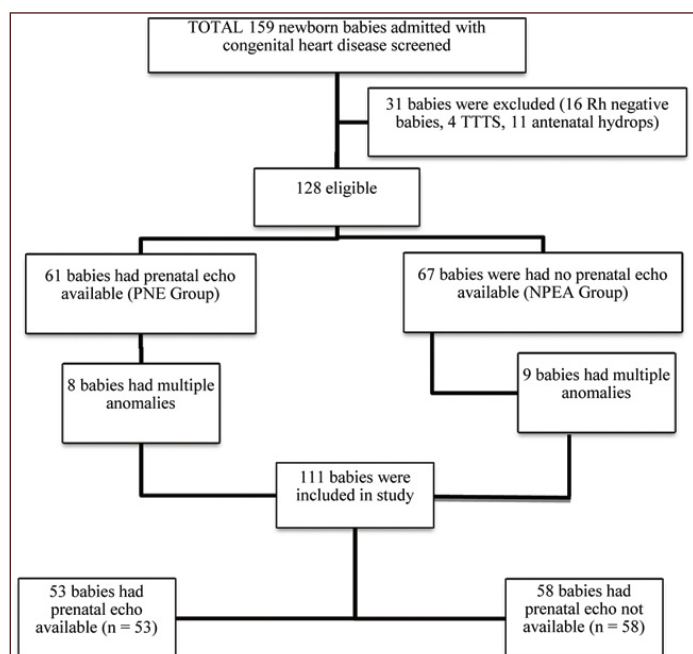 TOTAL 159 newborn babies admitted with
congenital heart disease screened
31 babies were excluded (16 Rh negative
babies, 4 TTTS, 11 antenatal hydrops)
128 eligible
61 babies had prenatal echo
available (PNE Group)
67 babies were had no prenatal echo
available (NPEA Group)
8 babies had multiple
anomalies
9 babies had multiple
anomalies
111 babies were
included in study
53 babies had
prenatal echo
available (n = 53)
58 babies had
prenatal echo not
available (n = 58)